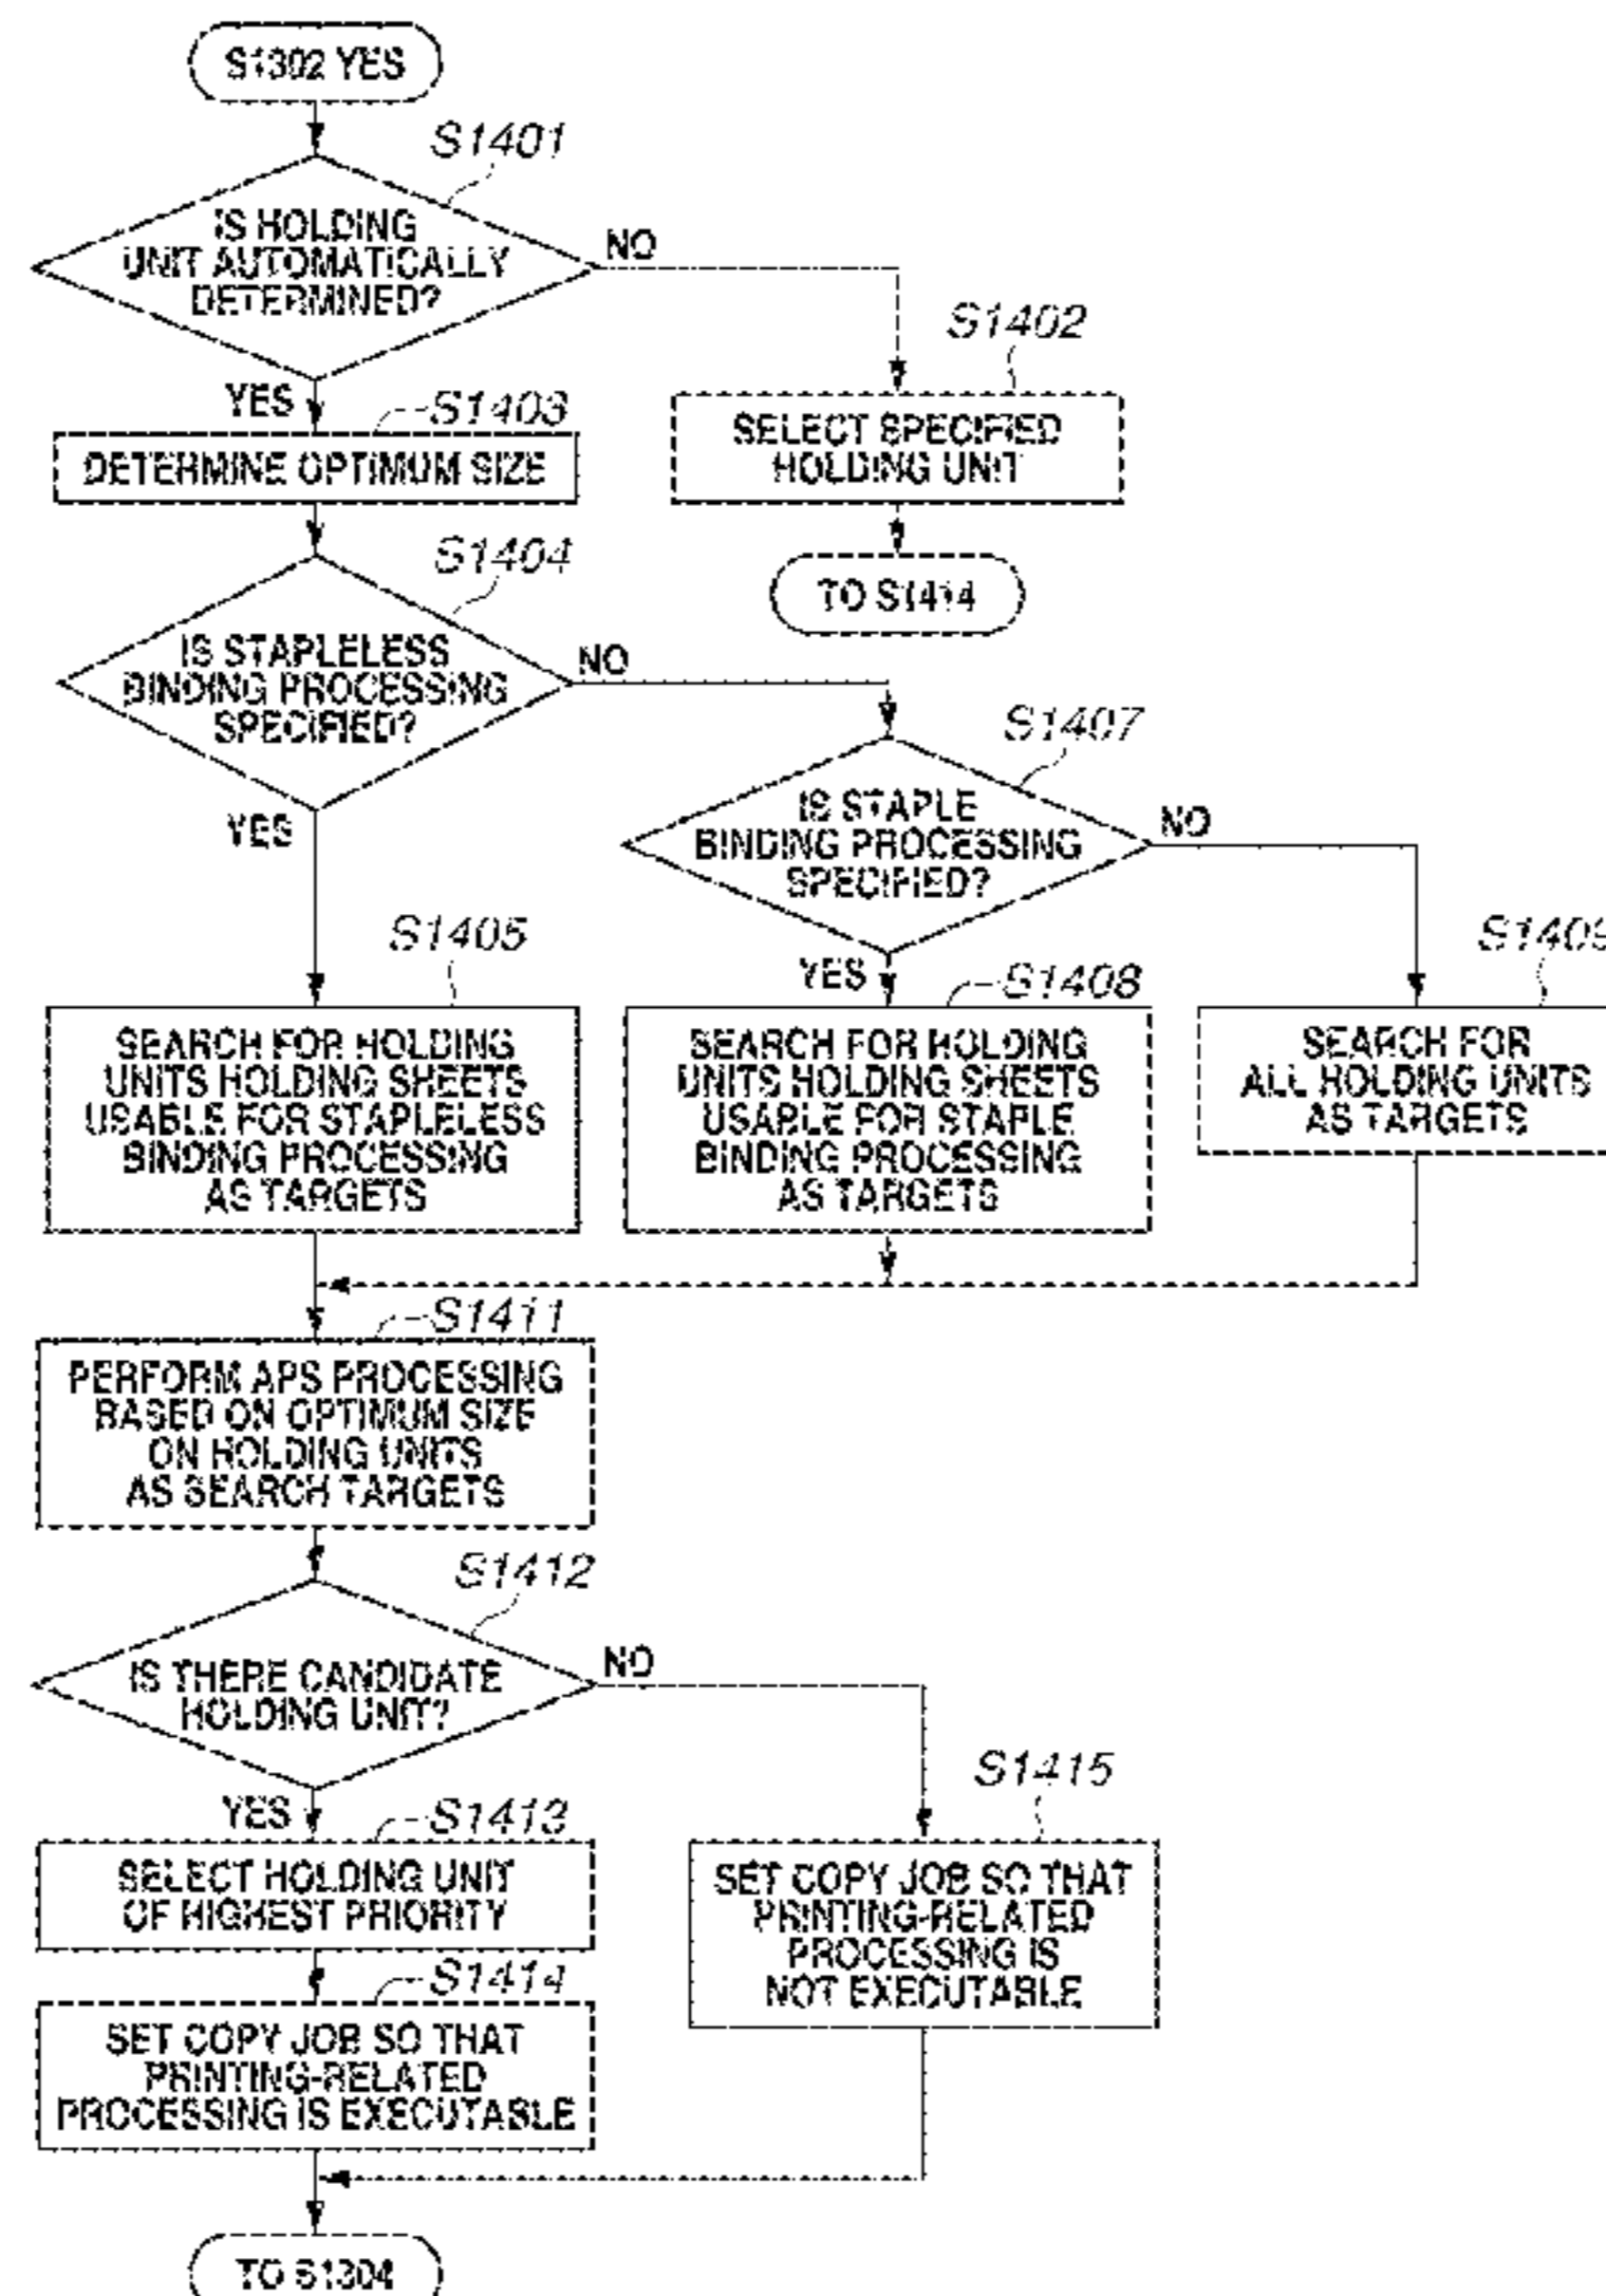 S1302 YES
S1401
IS HOLDING
UNIT AUTOMATICALLY
DETERMINED?
NO
S1402
YES
S1403
SELECT SPECIFIED
HOLDING UNIT
DETERMINE OPTIMUM SIZE
S1404
TO S1414
IS STAPLELESS
BINDING PROCESSING
SPECIFIED?
NO
S1407
YES
IS STAPLE
BINDING PROCESSING
SPECIFIED?
NO
S1405
YES
S1408
S1409
SEARCH FOR HOLDING
UNITS HOLDING SHEETS
USABLE FOR STAPLELESS
BINDING PROCESSING
AS TARGETS
SEARCH FOR HOLDING
UNITS HOLDING SHEETS
USABLE FOR STAPLE
BINDING PROCESSING
AS TARGETS
SEARCH FOR
ALL HOLDING UNITS
AS TARGETS
S1411
PERFORM APS PROCESSING
BASED ON OPTIMUM SIZE
ON HOLDING UNITS
AS SEARCH TARGETS
S1412
IS THERE CANDIDATE
HOLDING UNIT?
NO
S1415
YES
S1413
SELECT HOLDING UNIT
OF HIGHEST PRIORITY
SET COPY JOB SO THAT
PRINTING-RELATED
PROCESSING IS
NOT EXECUTABLE
S1414
SET COPY JOB SO THAT
PRINTING-RELATED
PROCESSING IS EXECUTABLE
TO S1304